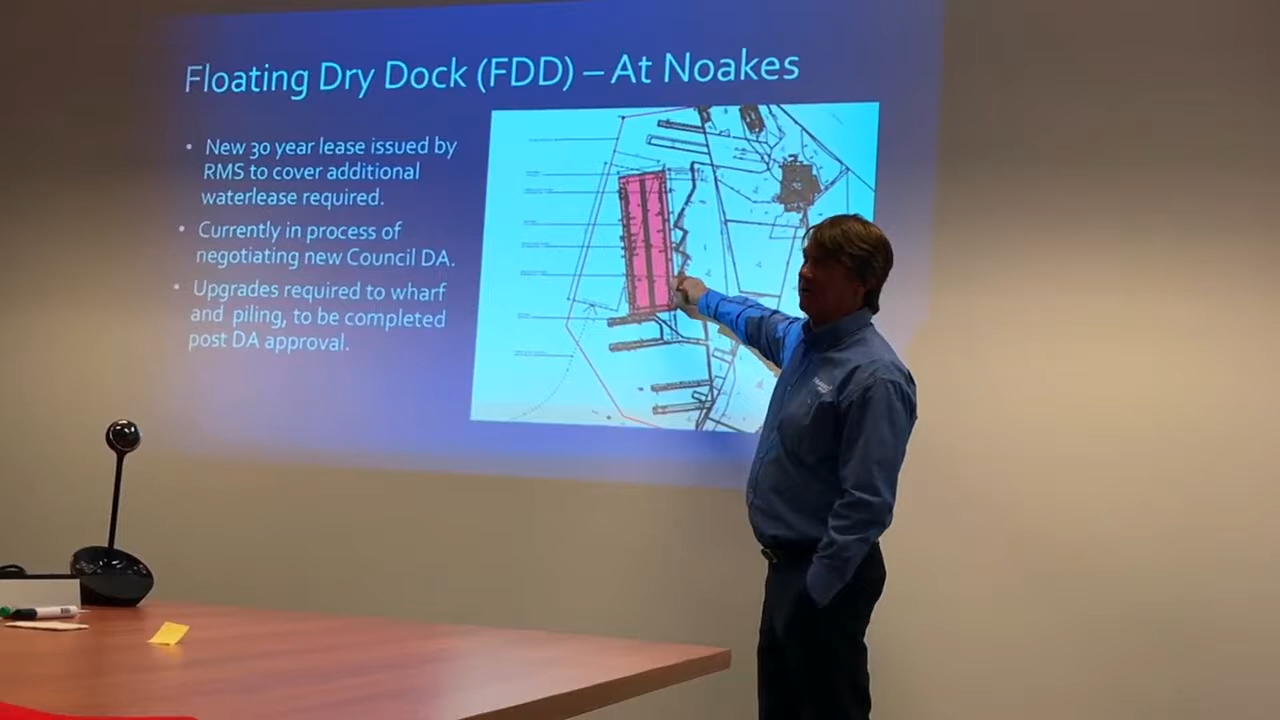 Floating Dry Dock (FDD) – At Noakes
• New 30 year lease issued by
RMS to cover additional
waterlease required.
• Currently in process of
negotiating new Council DA.
• Upgrades required to wharf
and piling, to be completed
post DA approval.